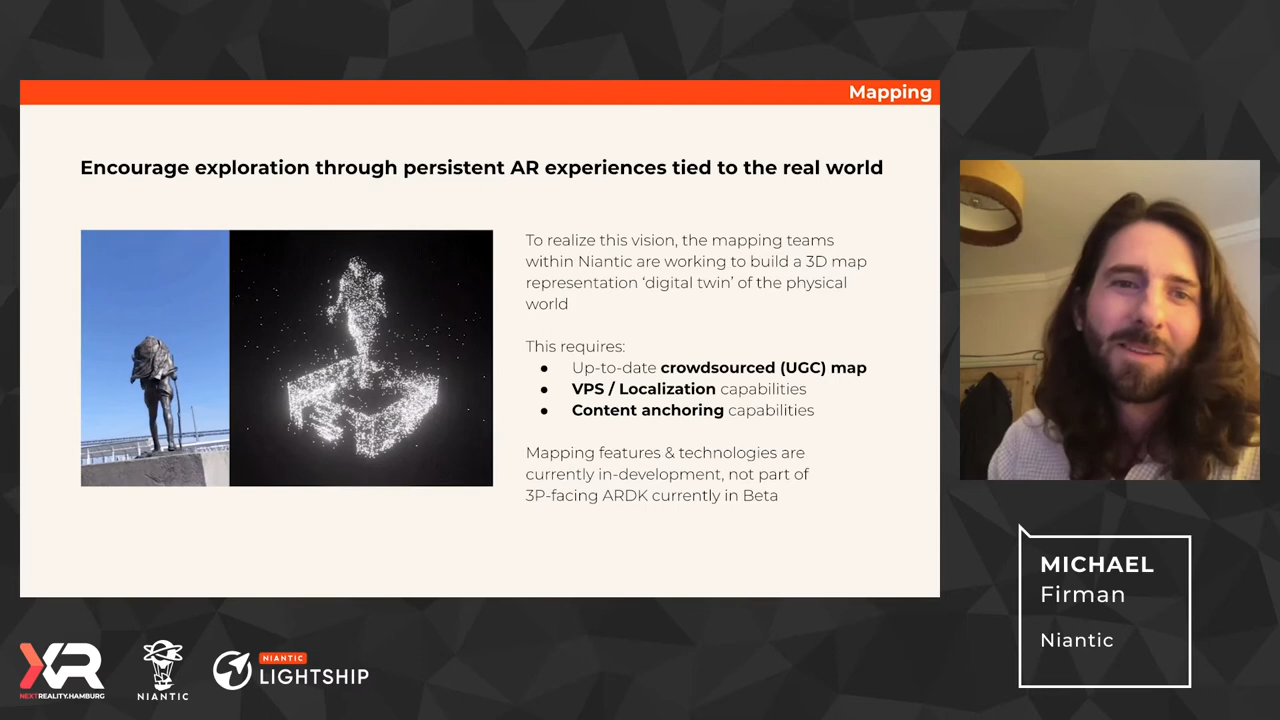 Mapping
Encourage exploration through persistent AR experiences tied to the real world
To realize this vision, the mapping teams
within Niantic are working to build a 3D map
representation ‘digital twin’ of the physical
world
This requires:
● Up-to-date crowdsourced (UGC) map
● VPS / Localization capabilities
● Content anchoring capabilities
Mapping features & technologies are
currently in-development, not part of
3P-facing ARDK currently in Beta
MICHAEL
Firman
Niantic
XR
NEXTREALITY.HAMBURG
NIANTIC
NIANTIC
LIGHTSHIP